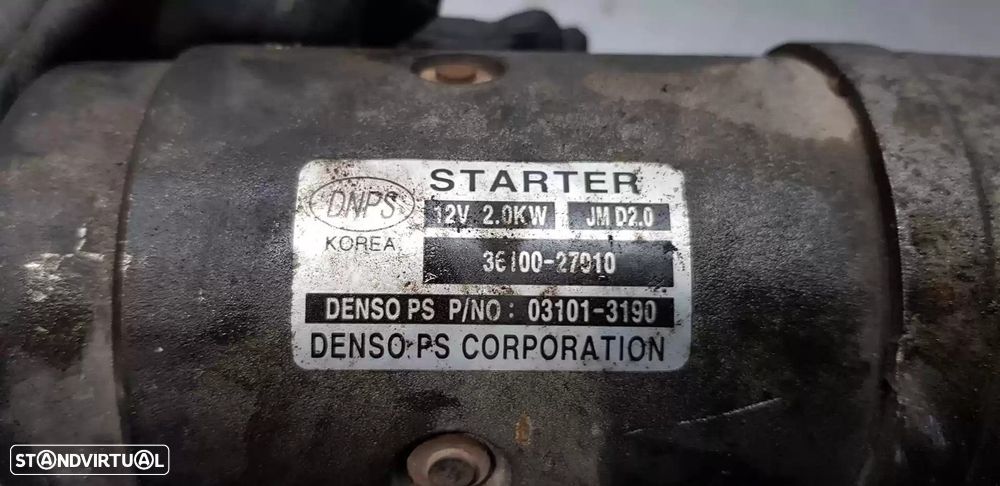 STARTER
DNPS
12V 2.0KW JM D2.0
KOREA
36100-27910
DENSO PS P/NO: 03101-3190
DENSO PS CORPORATION
STANDVIRTUAL